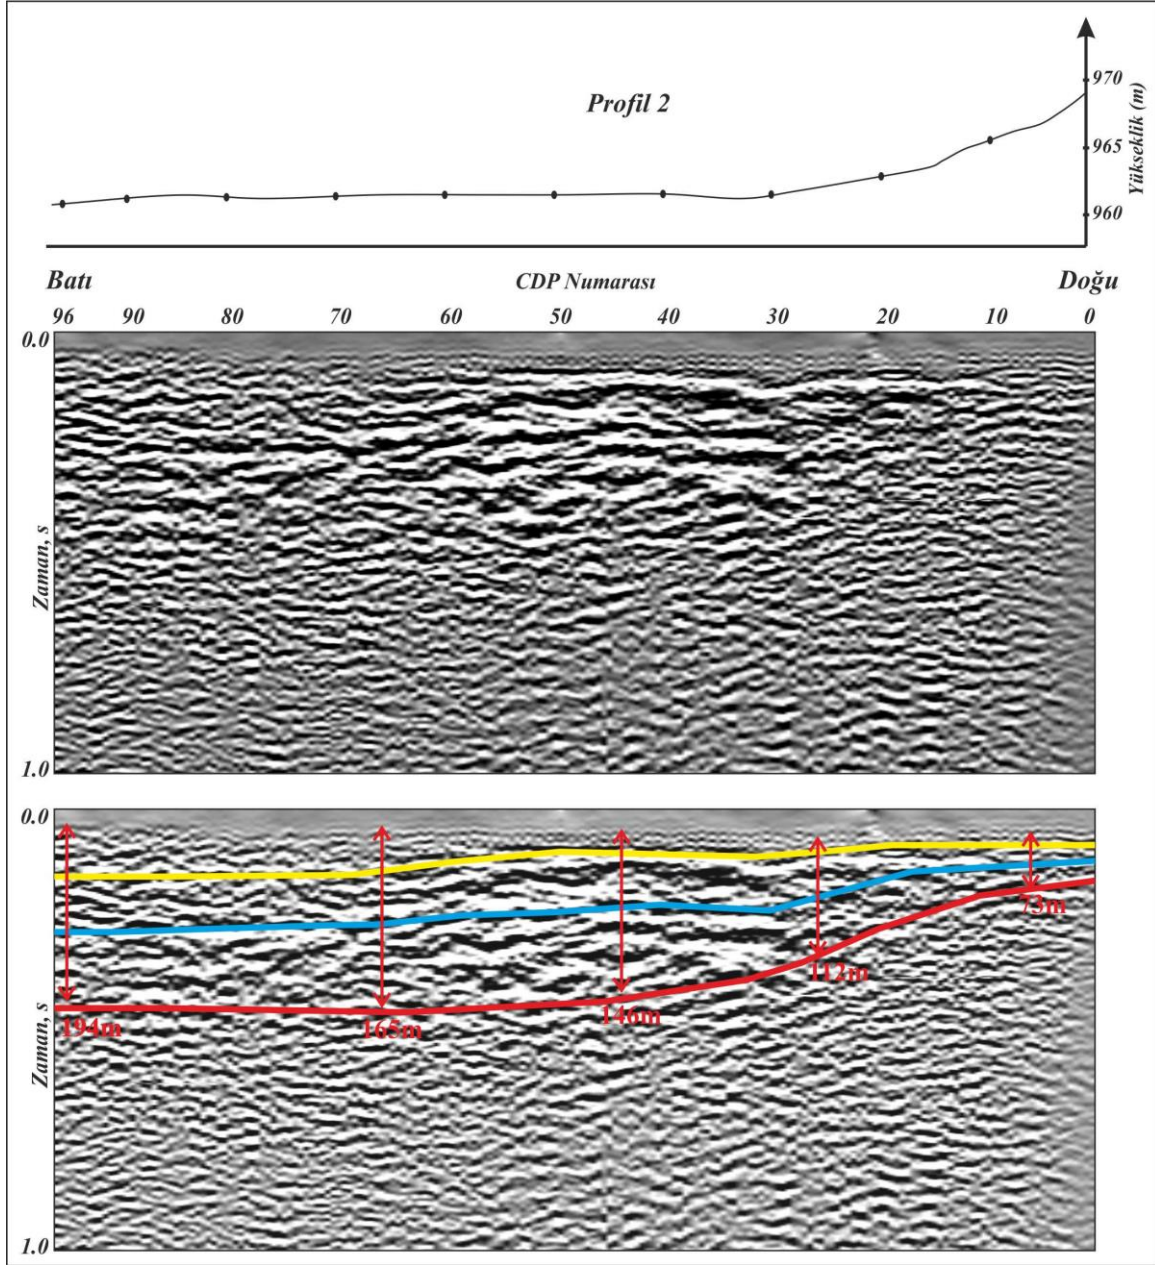 970
Profil 2
965
960
Yükseklik (m)
Batı CDP Numarası Doğu
96 90 80 70 60 50 40 30 20 10 0
0.0
Zaman, s
1.0
0.0
73m
112m
146m
194m 165m
Zaman, s
1.0